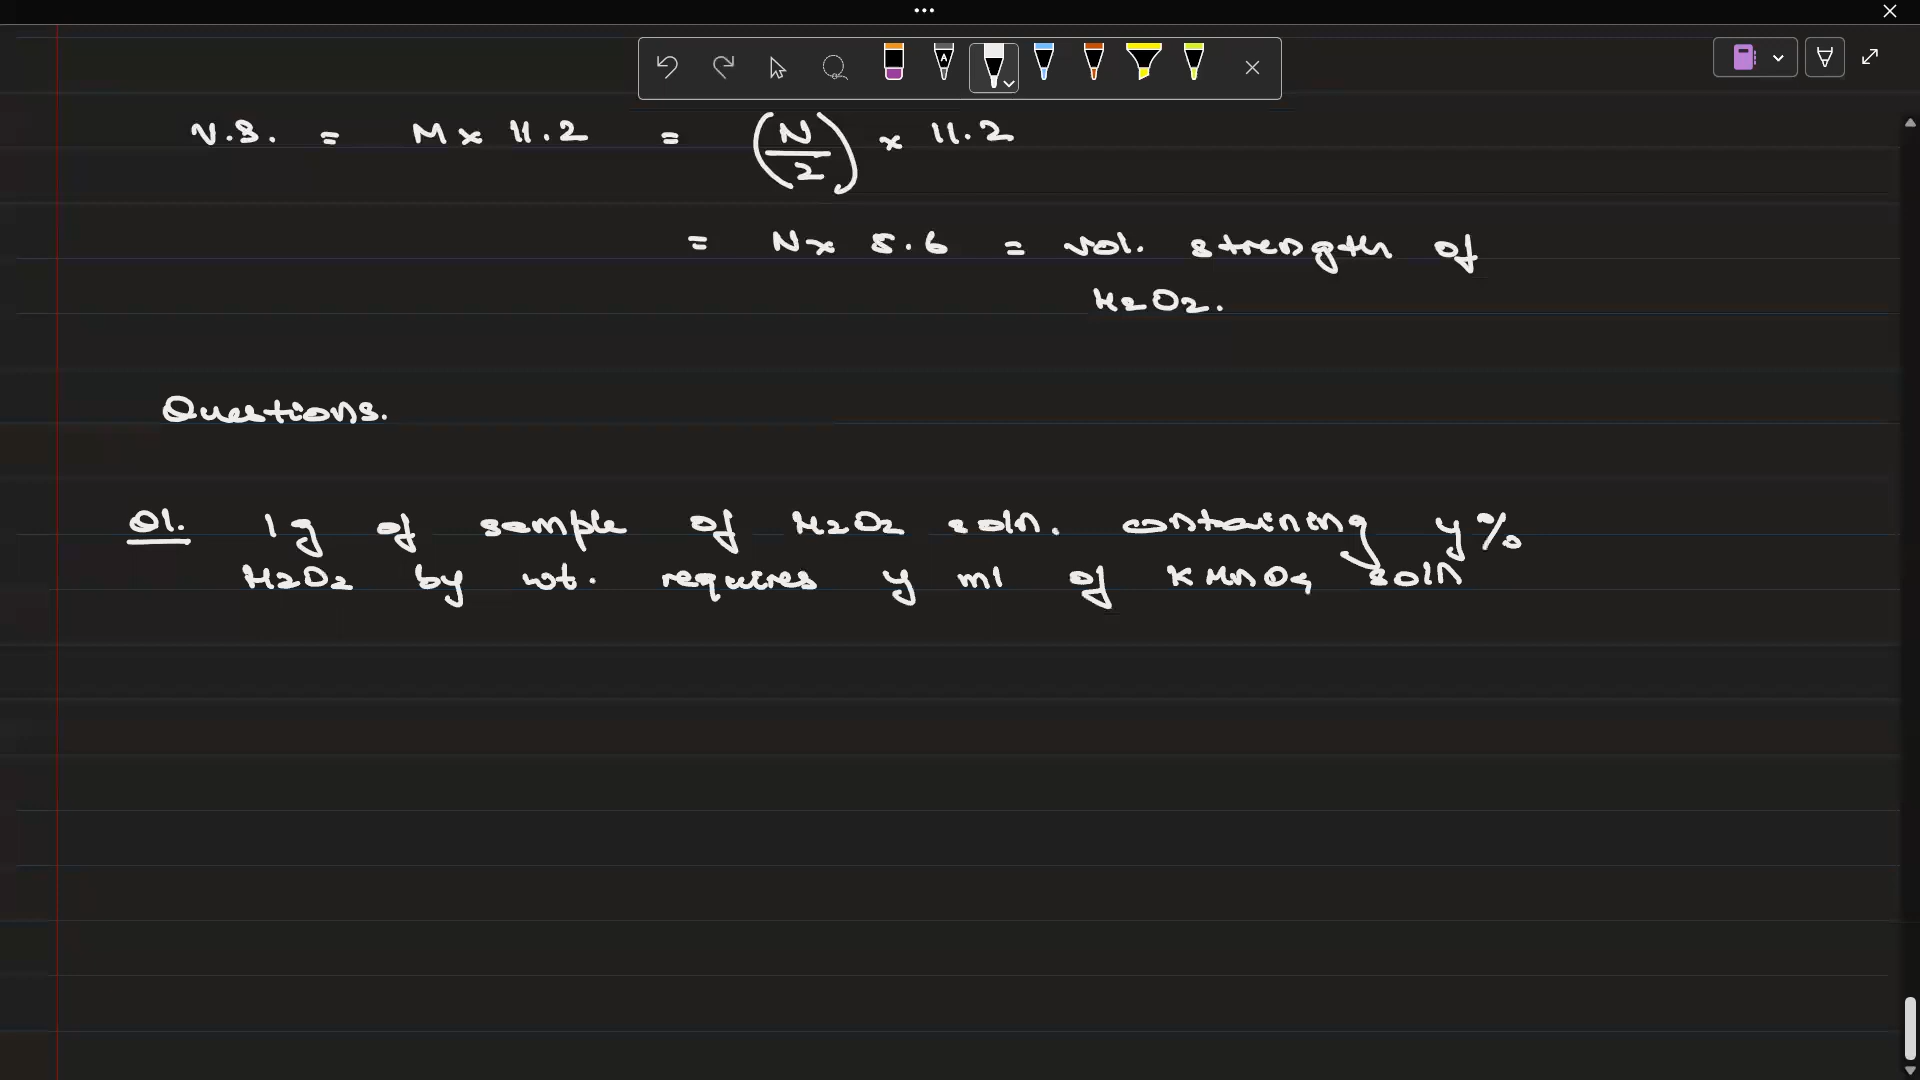 V.S. = M x 11.2 = (N/2) x 11.2
= N x 5.6 = vol. strength of
H2O2.
Questions.
Q1. 1g of sample of H2O2 soln. containing y%
H2O2 by wt. requires y ml of KMnO4 soln